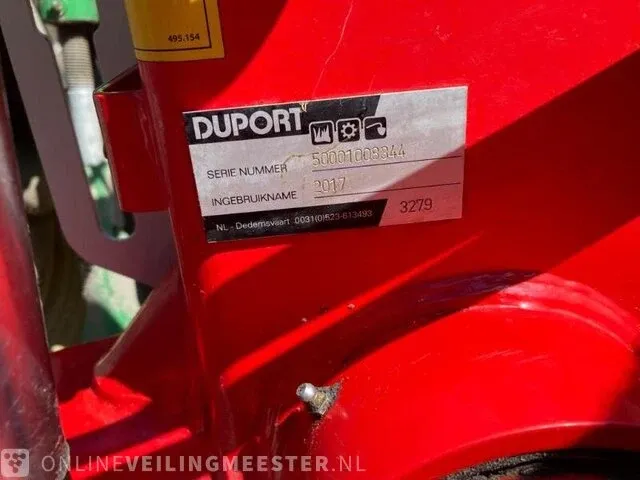 495.154
DUPORT
SERIE NUMMER 50001008344
INGEBRUIKNAME 2017
NL - Dedemsvaart 0031(0)523-613493 3279
ONLINEVEILINGMEESTER.NL